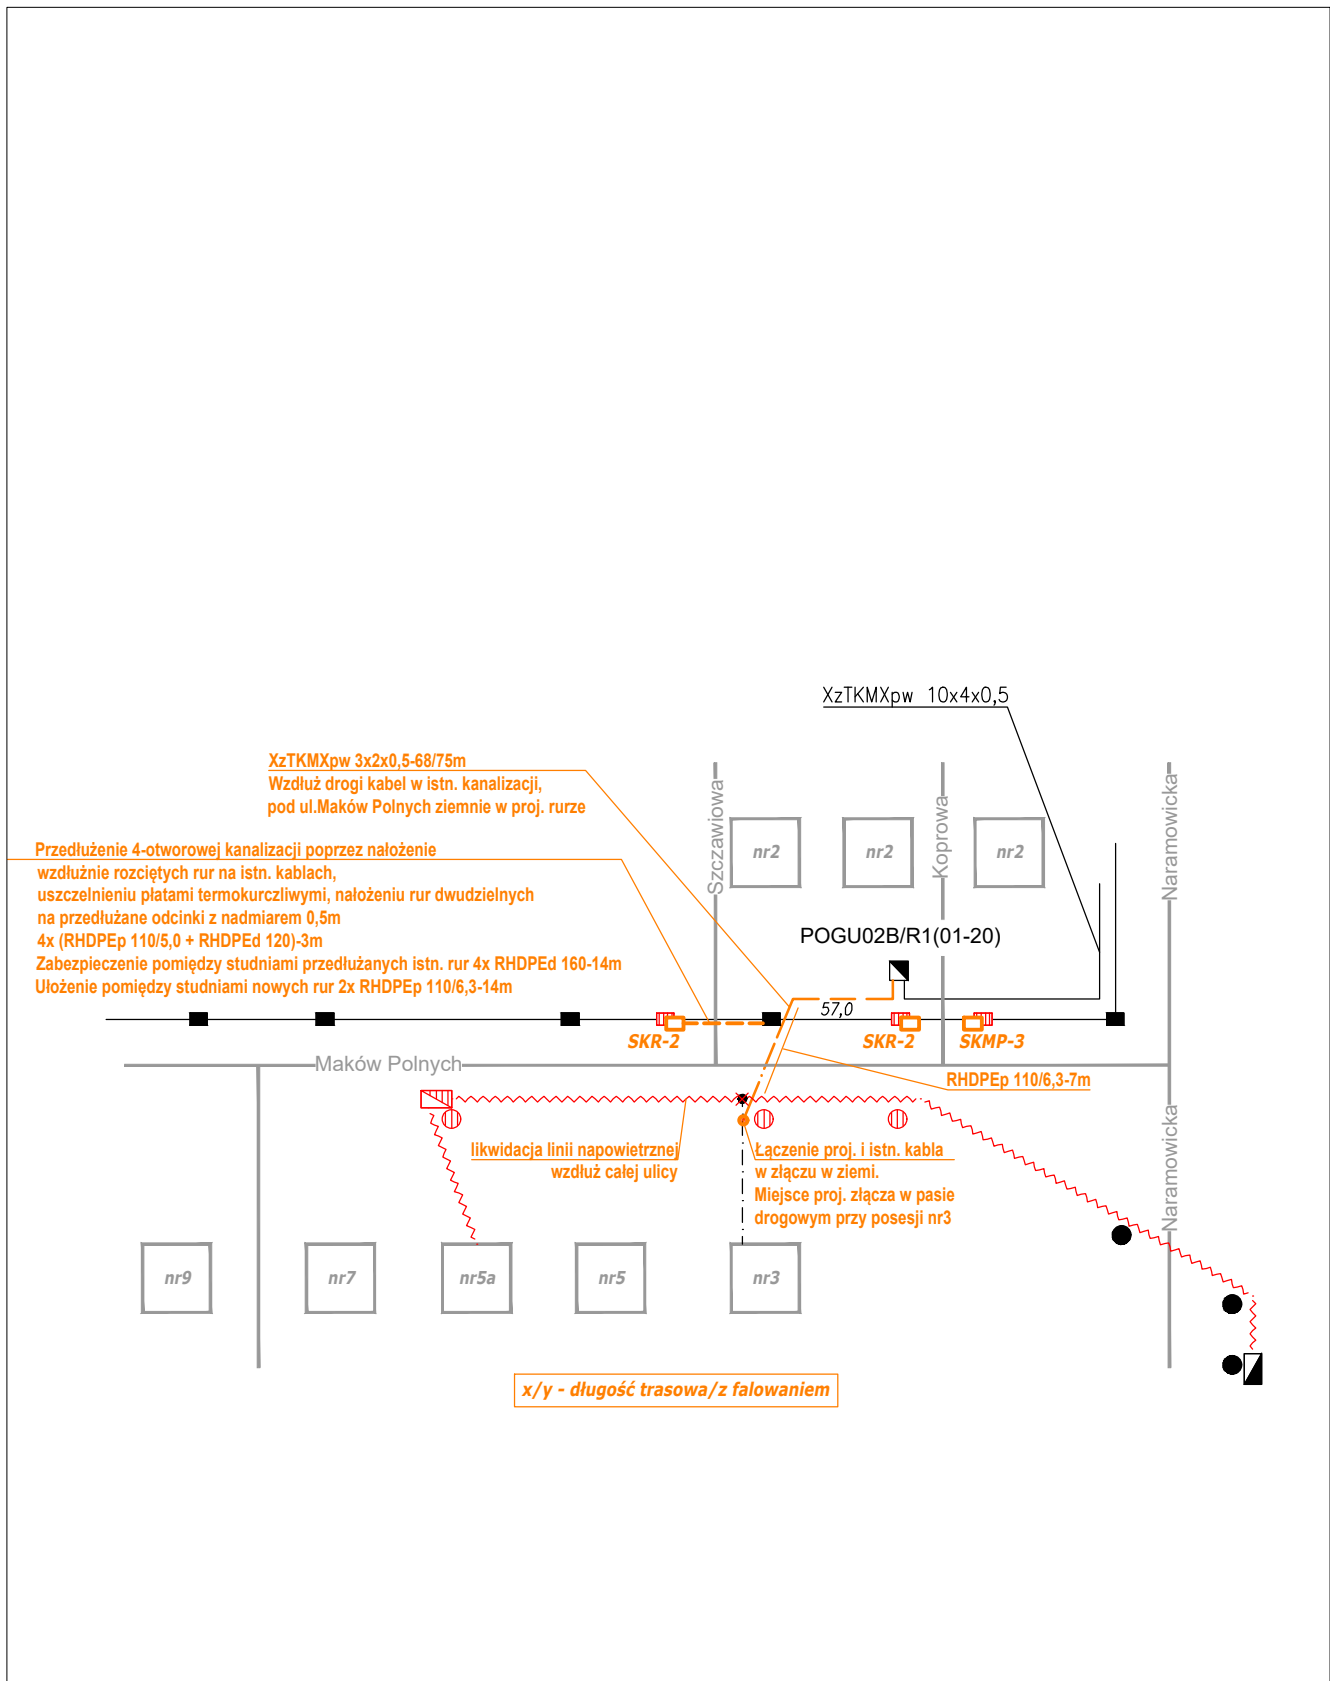 XzTKMXpw 10x4x0,5
XzTKMXpw 3x2x0,5-68/75m
Wzdłuż drogi kabel w istn. kanalizacji,
pod ul.Maków Polnych ziemnie w proj. rurze
Przedłużenie 4-otworowej kanalizacji poprzez nałożenie
wzdłużnie rozciętych rur na istn. kablach,
uszczelnieniu płatami termokurczliwymi, nałożeniu rur dwudzielnych
na przedłużane odcinki z nadmiarem 0,5m
4x (RHDPEp 110/5,0 + RHDPEd 120)-3m
Zabezpieczenie pomiędzy studniami przedłużanych istn. rur 4x RHDPEd 160-14m
Ułożenie pomiędzy studniami nowych rur 2x RHDPEp 110/6,3-14m
Szczawiowa
nr2
nr2
Koprowa
nr2
Naramowicka
POGU02B/R1(01-20)
57,0
SKR-2
SKR-2
SKMP-3
Maków Polnych
RHDPEp 110/6,3-7m
likwidacja linii napowietrznej
wzdłuż całej ulicy
Łączenie proj. i istn. kabla
w złączu w ziemi.
Miejsce proj. złącza w pasie
drogowym przy posesji nr3
Naramowicka
nr9
nr7
nr5a
nr5
nr3
x/y - długość trasowa/z falowaniem